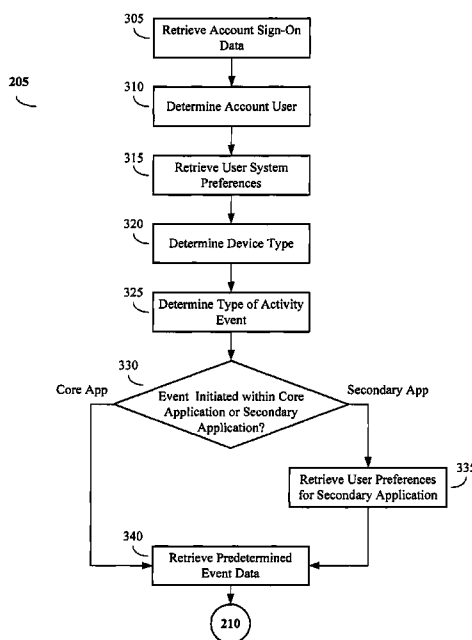 305
Retrieve Account Sign-On
Data
205
310
Determine Account User
315
Retrieve User System
Preferences
320
Determine Device Type
325
Determine Type of Activity
Event
330
Core App
Secondary App
Event Initiated within Core
Application or Secondary
Application?
335
Retrieve User Preferences
for Secondary Application
340
Retrieve Predetermined
Event Data
210